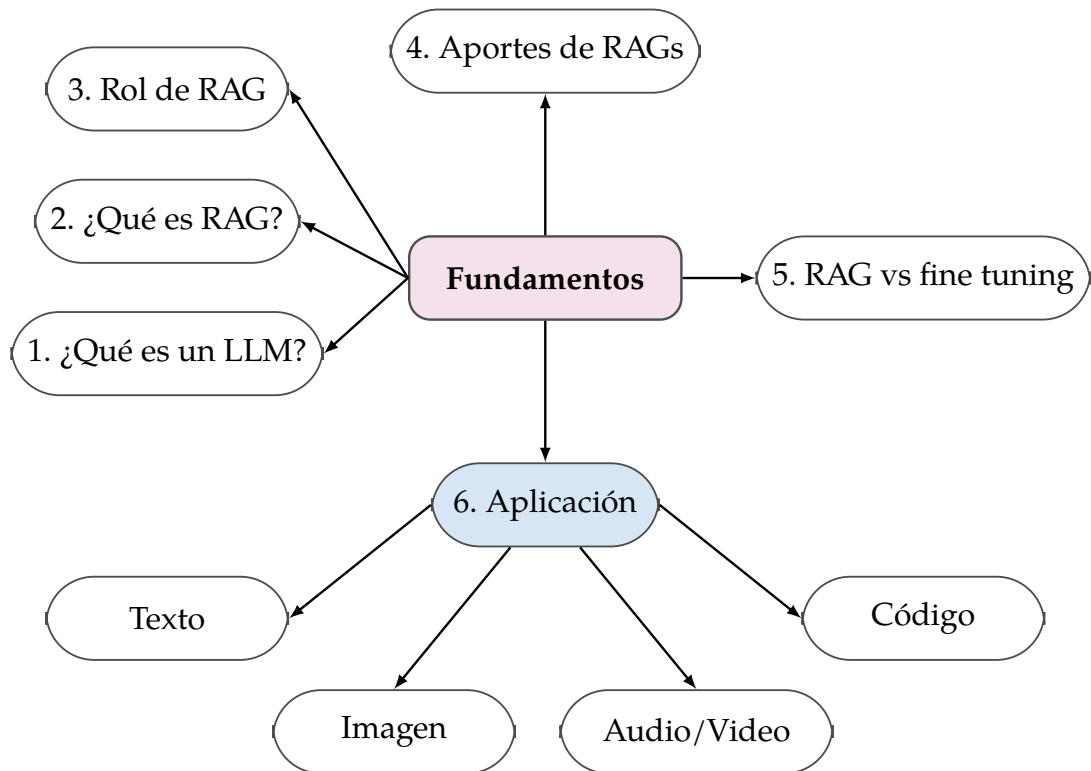 4. Aportes de RAGs
3. Rol de RAG
2. ¿Qué es RAG?
Fundamentos
5. RAG vs fine tuning
1. ¿Qué es un LLM?
6. Aplicación
Texto
Código
Imagen
Audio/Video